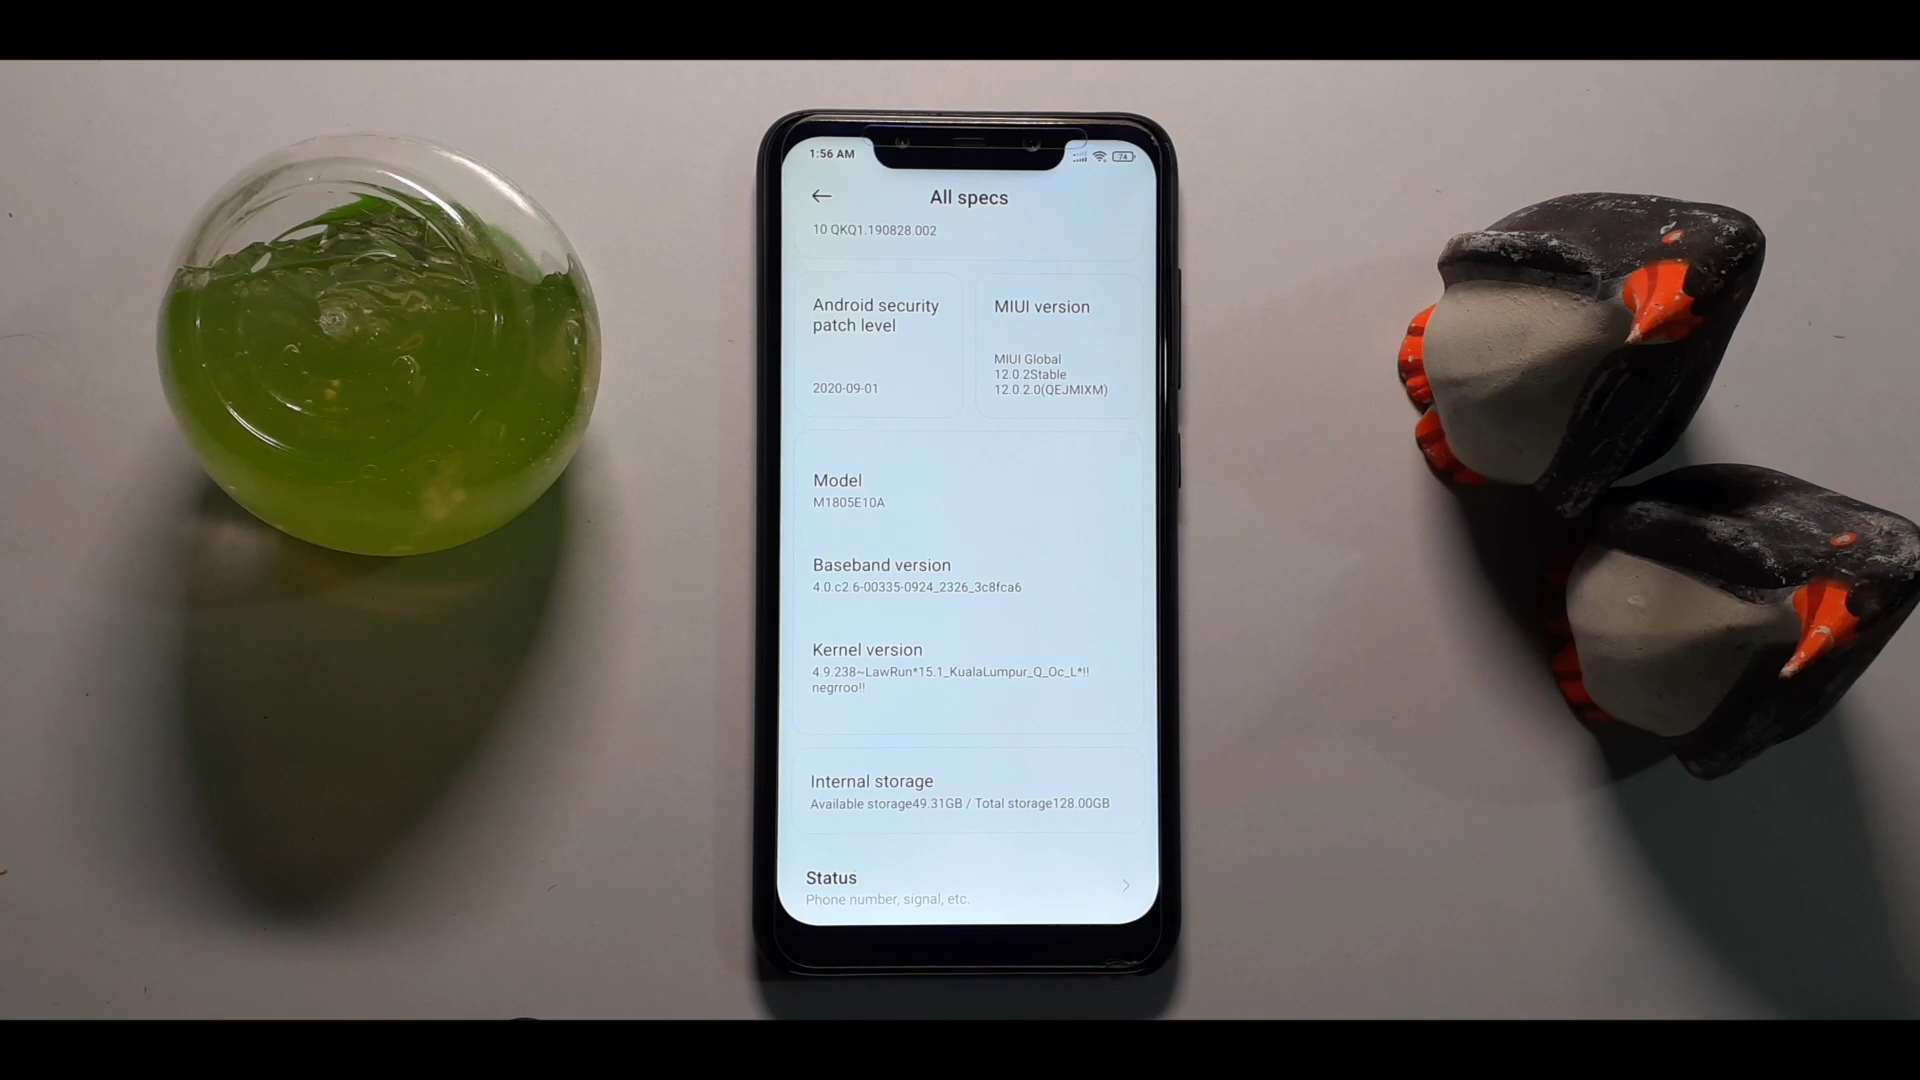 1:56 AM
74
All specs
10 QKQ1.190828.002
Android security
patch level
2020-09-01
MIUI version
MIUI Global
12.0.2Stable
12.0.2.0(QEJMIXM)
Model
M1805E10A
Baseband version
4.0.c2.6-00335-0924_2326_3c8fca6
Kernel version
4.9.238~LawRun*15.1_KualaLumpur_Q_Oc_L*!!
negrroo!!
Internal storage
Available storage49.31GB / Total storage128.00GB
Status
Phone number, signal, etc.